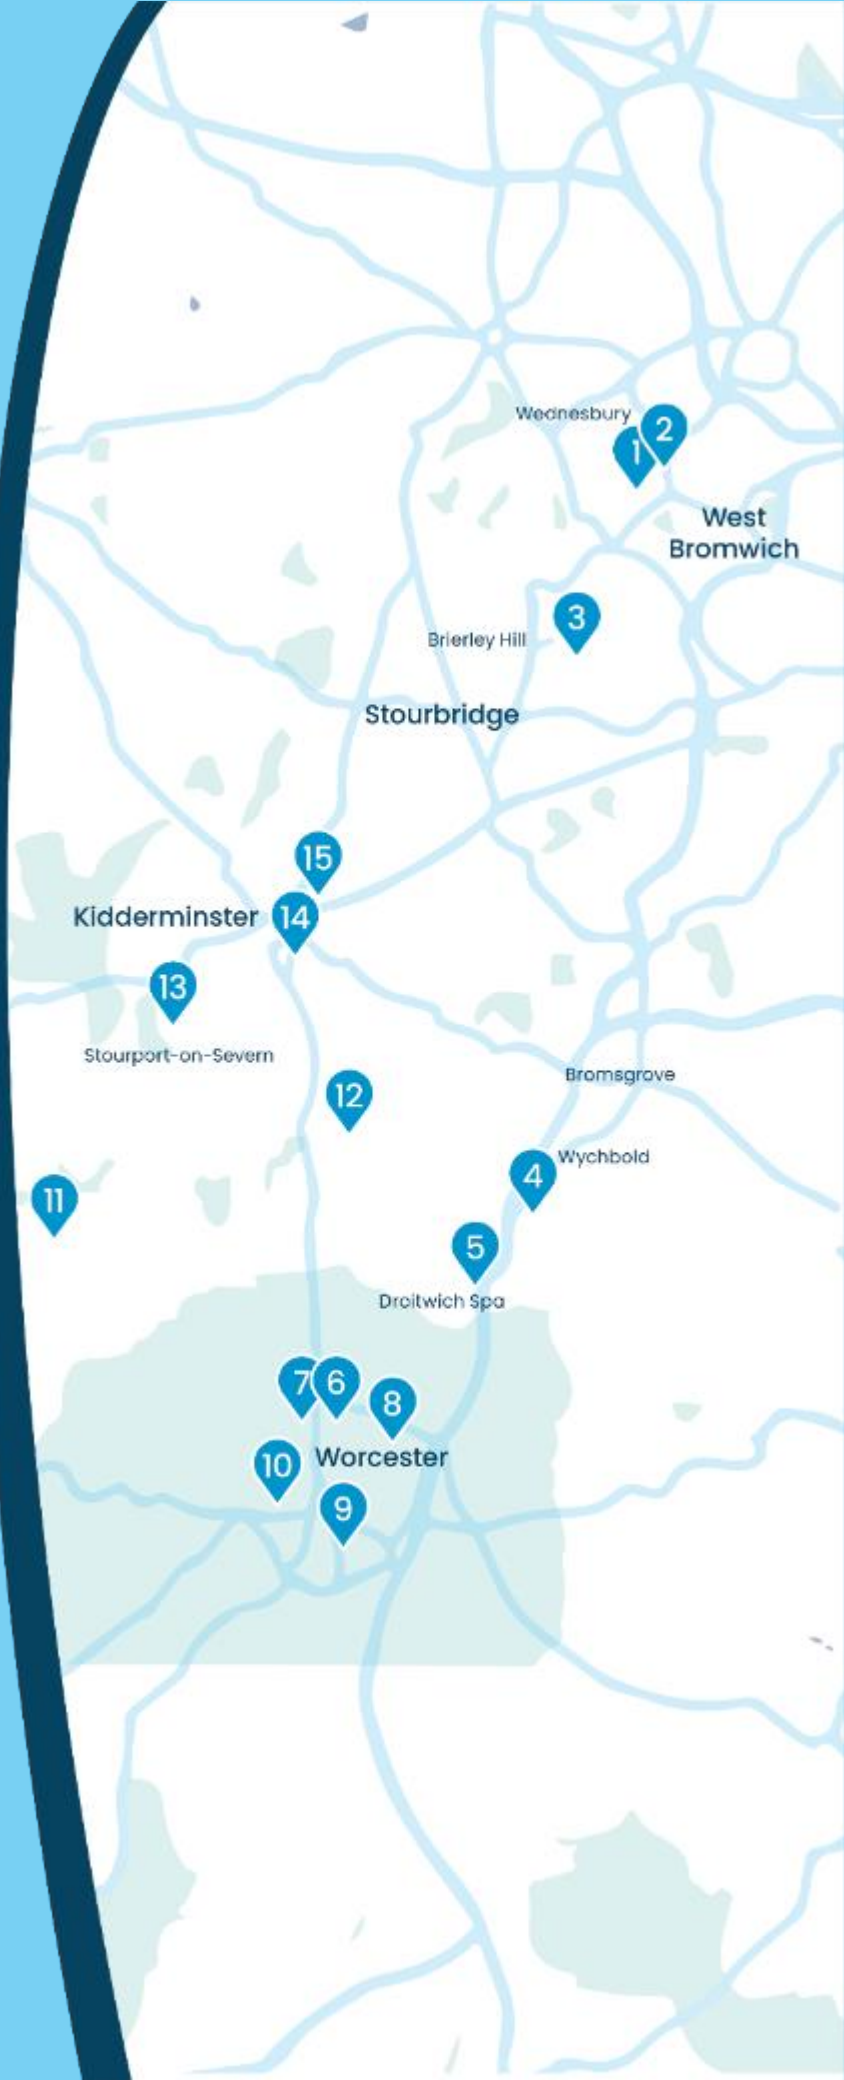 Wednesbury
2
1
West
Bromwich
3
Brierley Hill
Stourbridge
15
Kidderminster
14
13
Stourport-on-Severn
Bromsgrove
12
Wychbold
4
11
5
Droitwich Spa
7
6
8
Worcester
10
9